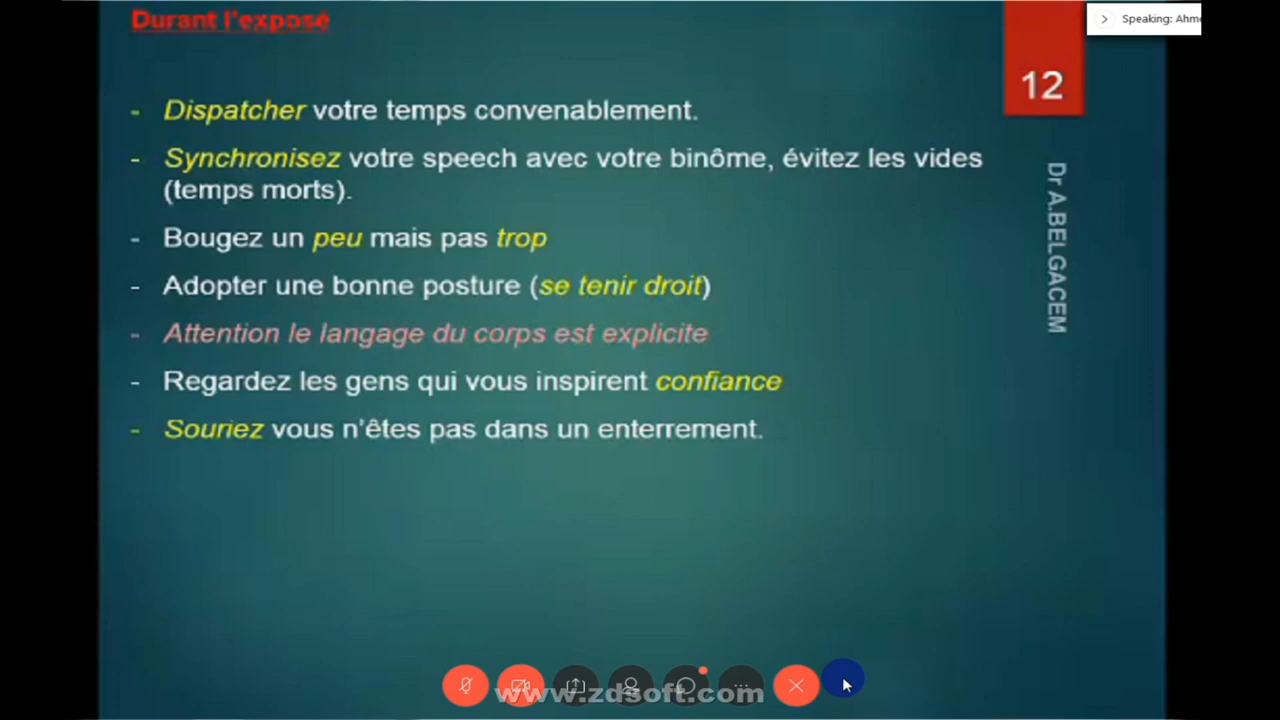 Durant l'exposé
Speaking: Ahm
12
- Dispatcher votre temps convenablement.
- Synchronisez votre speech avec votre binôme, évitez les vides
(temps morts).
- Bougez un peu mais pas trop
- Adopter une bonne posture (se tenir droit)
- Attention le langage du corps est explicite
- Regardez les gens qui vous inspirent confiance
- Souriez vous n'êtes pas dans un enterrement.
Dr A.BELGACEM
www.zdsoft.com